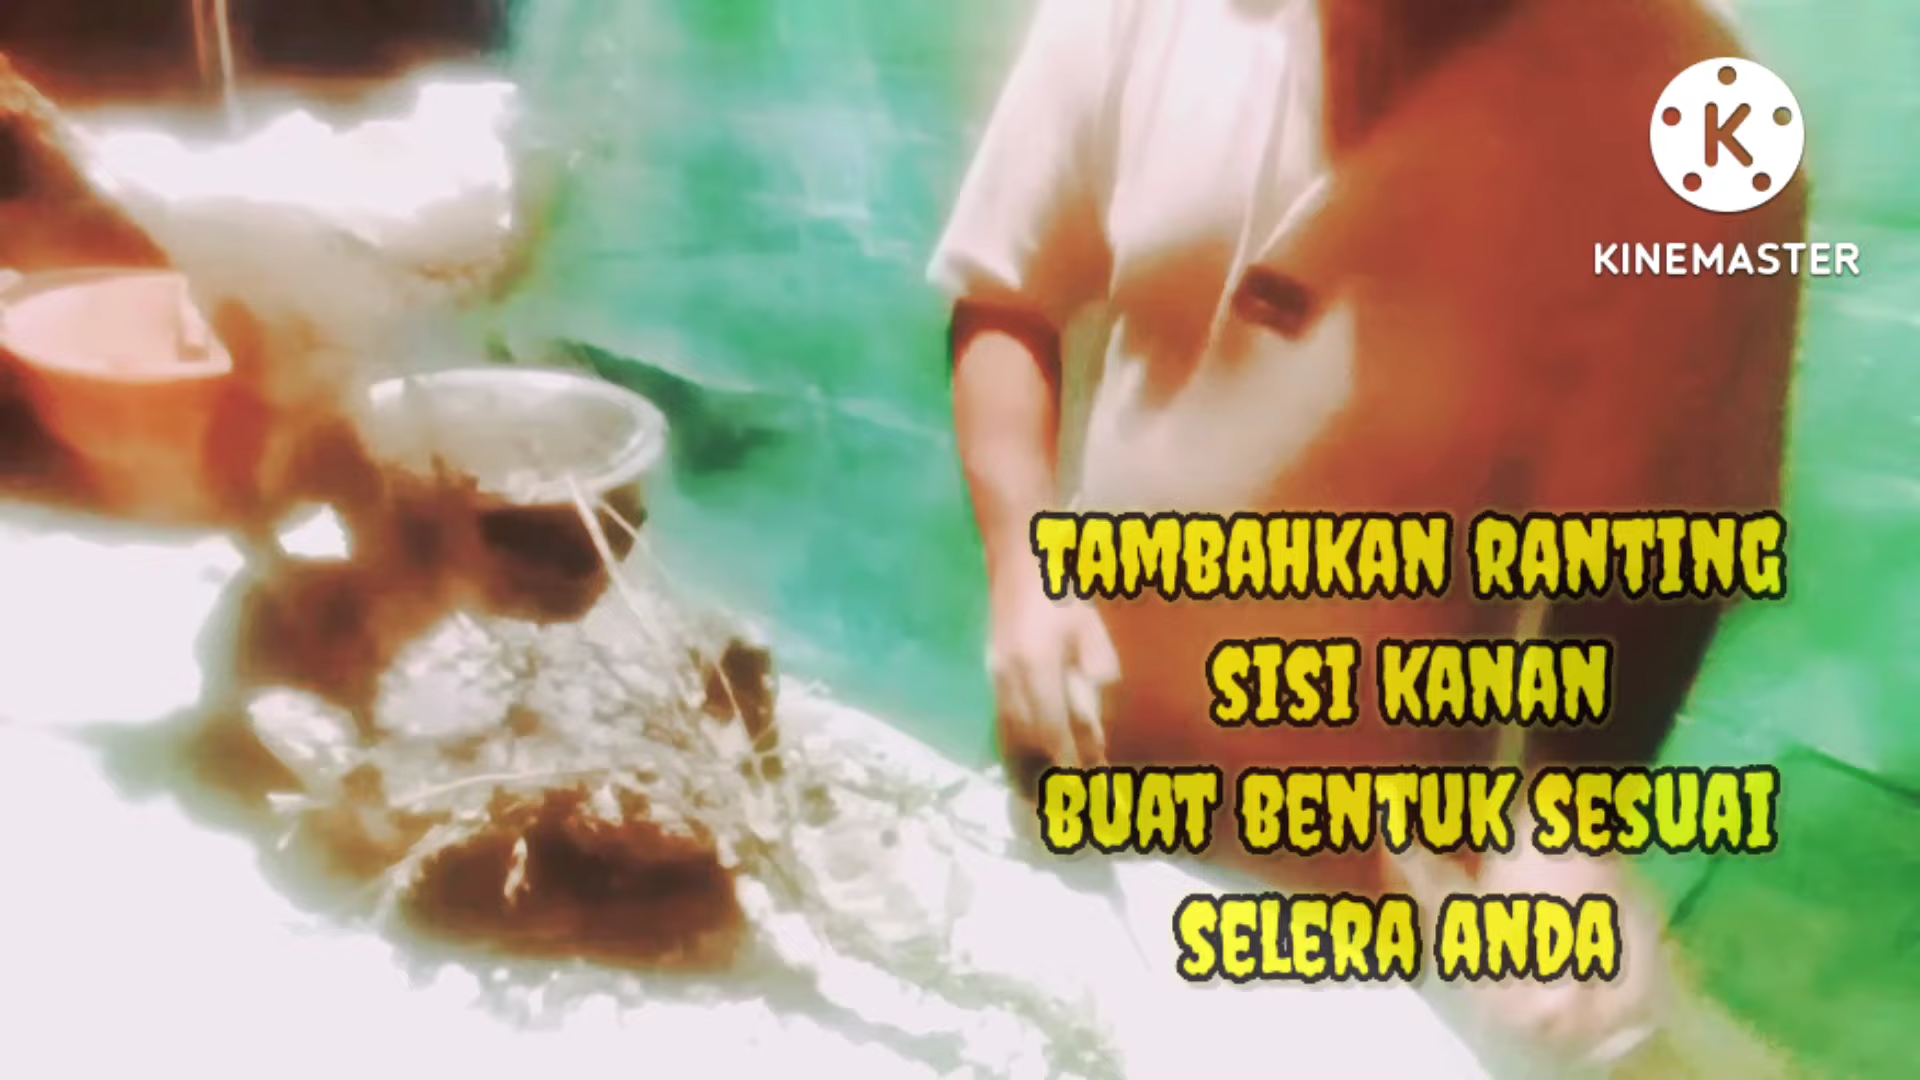 K
KINEMASTER
TAMBAHKAN RANTING
SISI KANAN
BUAT BENTUK SESUAI
SELERA ANDA